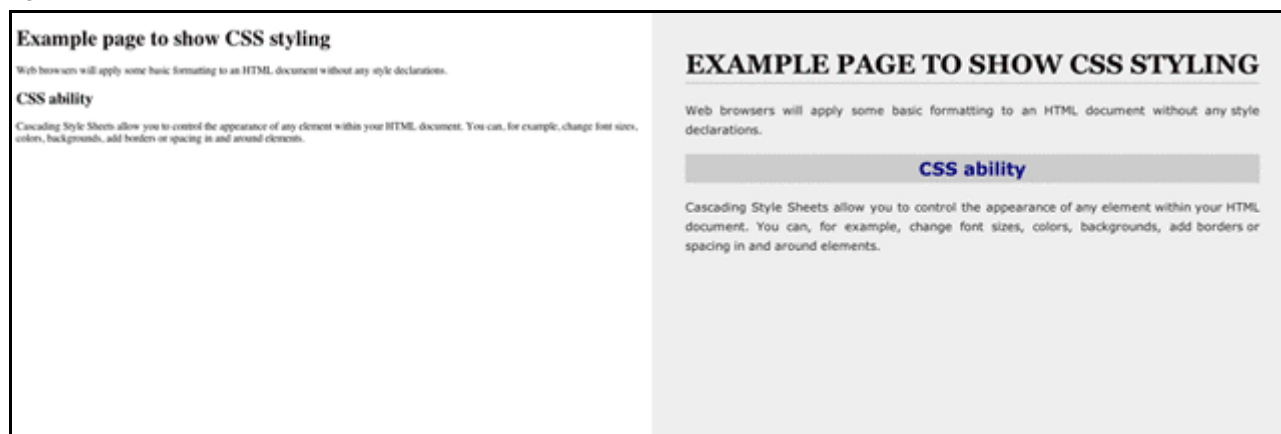 Example page to show CSS styling
Web browsers will apply some basic formatting to an HTML document without any style declarations.
CSS ability
Cascading Style Sheets allow you to control the appearance of any element within your HTML document. You can, for example, change font sizes,
colors, backgrounds, add borders or spacing in and around elements.
EXAMPLE PAGE TO SHOW CSS STYLING
Web browsers will apply some basic formatting to an HTML document without any style
declarations.
CSS ability
Cascading Style Sheets allow you to control the appearance of any element within your HTML
document. You can, for example, change font sizes, colors, backgrounds, add borders or
spacing in and around elements.